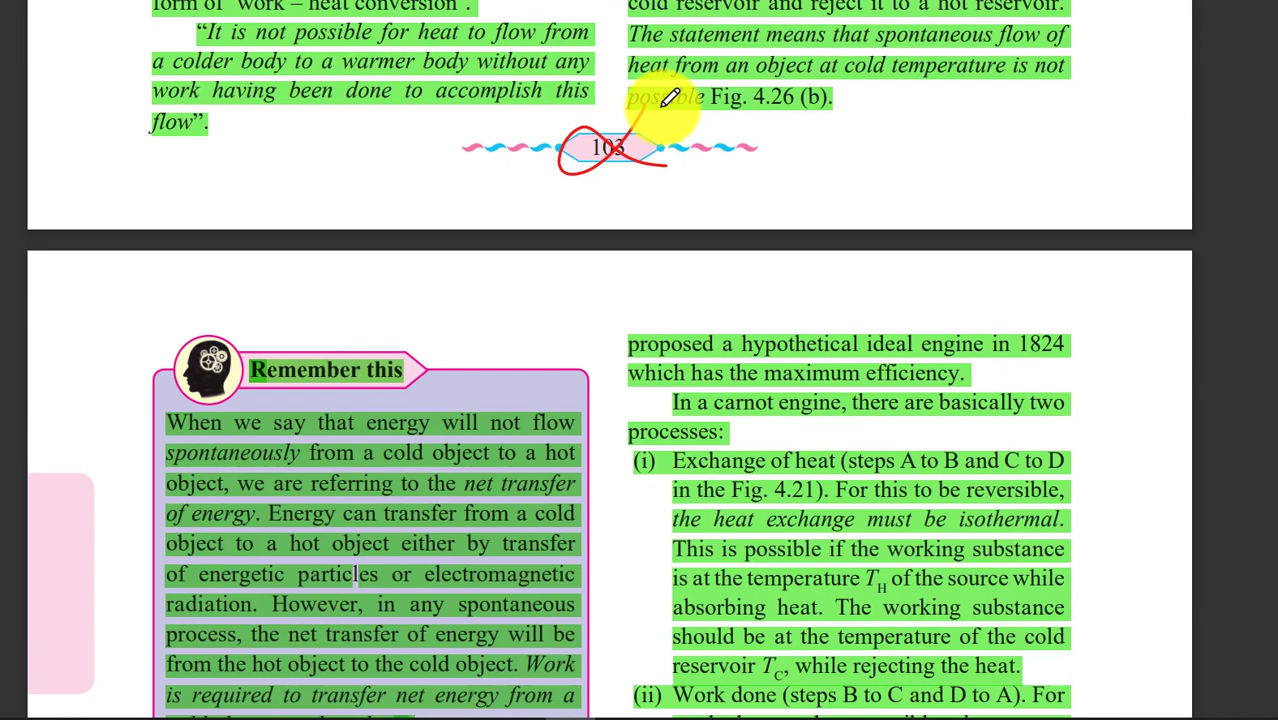 form of "work – heat conversion".
"It is not possible for heat to flow from
a colder body to a warmer body without any
work having been done to accomplish this
flow".
cold reservoir and reject it to a hot reservoir.
The statement means that spontaneous flow of
heat from an object at cold temperature is not
possible Fig. 4.26 (b).
103
Remember this
When we say that energy will not flow
spontaneously from a cold object to a hot
object, we are referring to the net transfer
of energy. Energy can transfer from a cold
object to a hot object either by transfer
of energetic particles or electromagnetic
radiation. However, in any spontaneous
process, the net transfer of energy will be
from the hot object to the cold object. Work
is required to transfer net energy from a
proposed a hypothetical ideal engine in 1824
which has the maximum efficiency.
In a carnot engine, there are basically two
processes:
(i) Exchange of heat (steps A to B and C to D
in the Fig. 4.21). For this to be reversible,
the heat exchange must be isothermal.
This is possible if the working substance
is at the temperature TH of the source while
absorbing heat. The working substance
should be at the temperature of the cold
reservoir TC, while rejecting the heat.
(ii) Work done (steps B to C and D to A). For